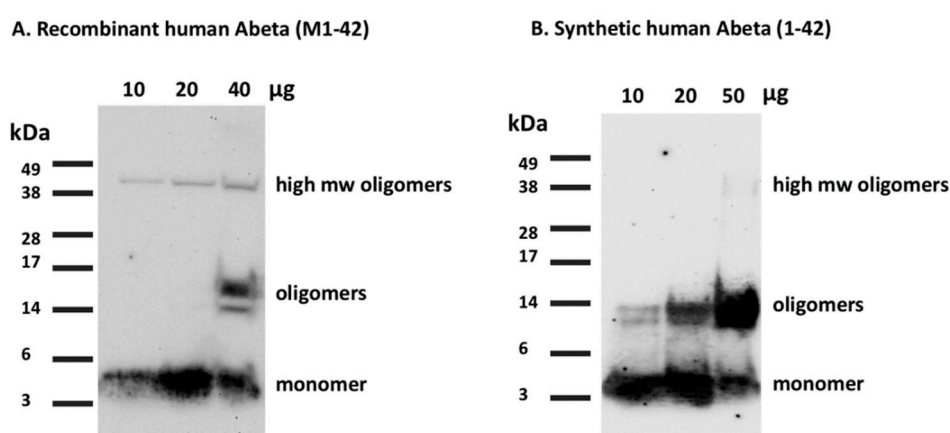 A. Recombinant human Abeta (M1-42)
10 20 40 µg
kDa
49
38
28
17
14
6
3
high mw oligomers
oligomers
monomer
B. Synthetic human Abeta (1-42)
10 20 50 µg
kDa
49
38
28
17
14
6
3
high mw oligomers
oligomers
monomer